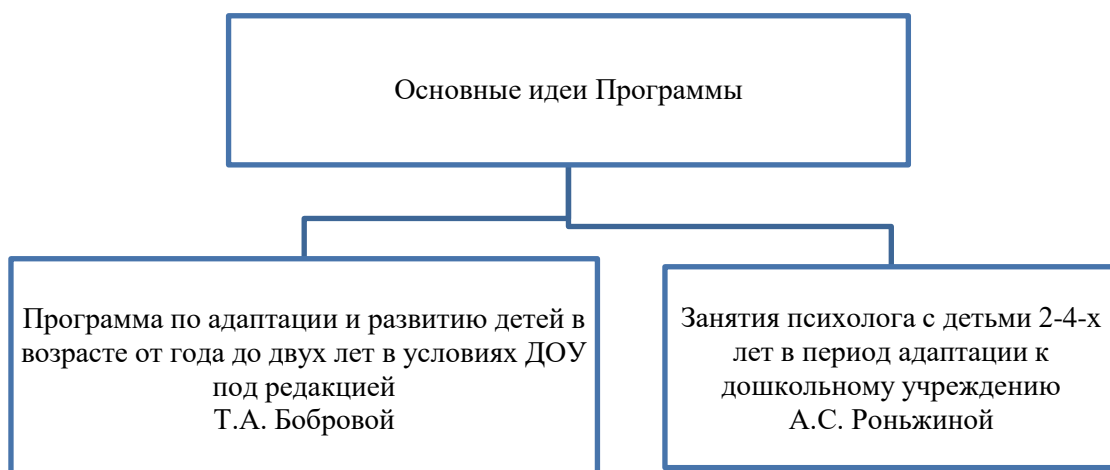 Основные идеи Программы
Программа по адаптации и развитию детей в
возрасте от года до двух лет в условиях ДОУ
под редакцией
Т.А. Бобровой
Занятия психолога с детьми 2-4-х
лет в период адаптации к
дошкольному учреждению
А.С. Роньжиной